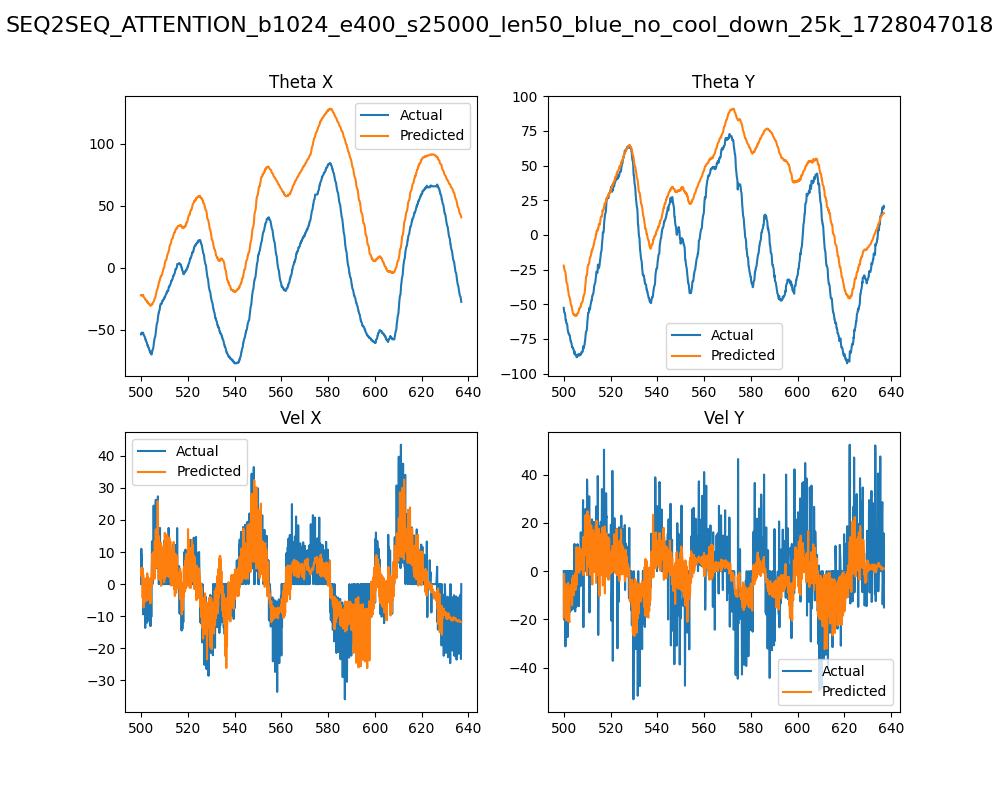 SEQ2SEQ_ATTENTION_b1024_e400_s25000_len50_blue_no_cool_down_25k_1728047018
Theta X
Actual
Predicted
100
50
0
−50
500 520 540 560 580 600 620 640
Theta Y
100
75
50
25
0
−25
−50
−75
−100
Actual
Predicted
500 520 540 560 580 600 620 640
Vel X
Actual
Predicted
40
30
20
10
0
−10
−20
−30
500 520 540 560 580 600 620 640
Vel Y
40
20
0
−20
−40
Actual
Predicted
500 520 540 560 580 600 620 640